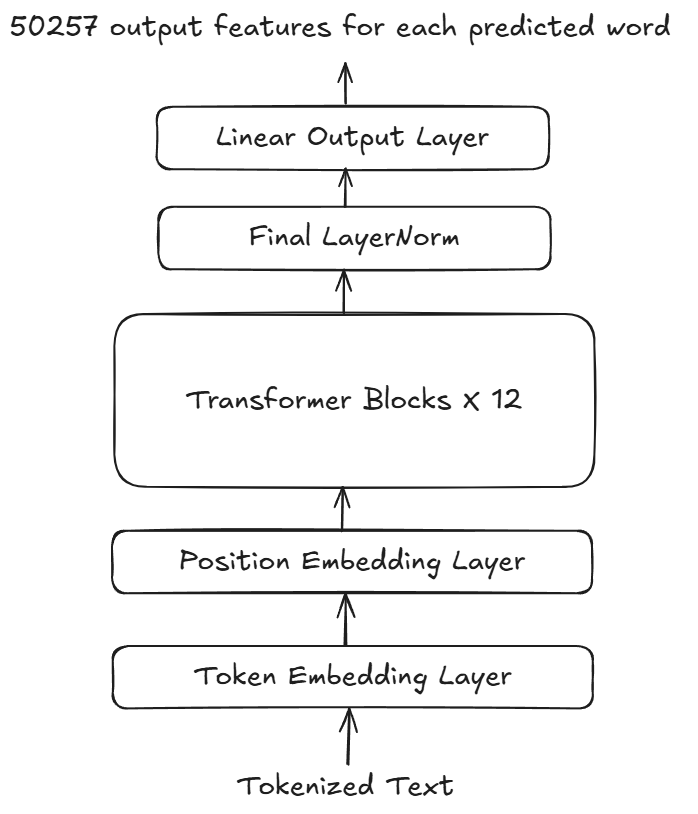 50257 output features for each predicted word
Linear Output Layer
Final LayerNorm
Transformer Blocks X 12
Position Embedding Layer
Token Embedding Layer
Tokenized Text